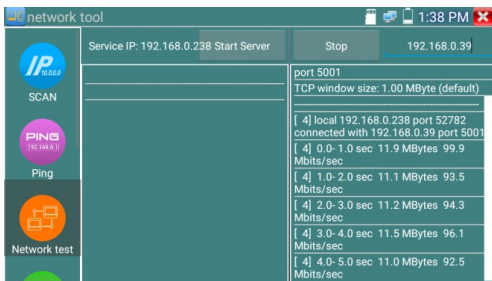 network tool
1:38 PM
Service IP: 192.168.0.238 Start Server
Stop
192.168.0.39
IP
10.0.0.0
SCAN
PING
(192.168.0.1)
Ping
Network test
port 5001
TCP window size: 1.00 MByte (default)
------------------------------------------------------------
[ 4] local 192.168.0.238 port 52782
connected with 192.168.0.39 port 5001
[ 4] 0.0- 1.0 sec 11.9 MBytes 99.9
Mbits/sec
[ 4] 1.0- 2.0 sec 11.1 MBytes 93.5
Mbits/sec
[ 4] 2.0- 3.0 sec 11.2 MBytes 94.3
Mbits/sec
[ 4] 3.0- 4.0 sec 11.5 MBytes 96.1
Mbits/sec
[ 4] 4.0- 5.0 sec 11.0 MBytes 92.5
Mbits/sec